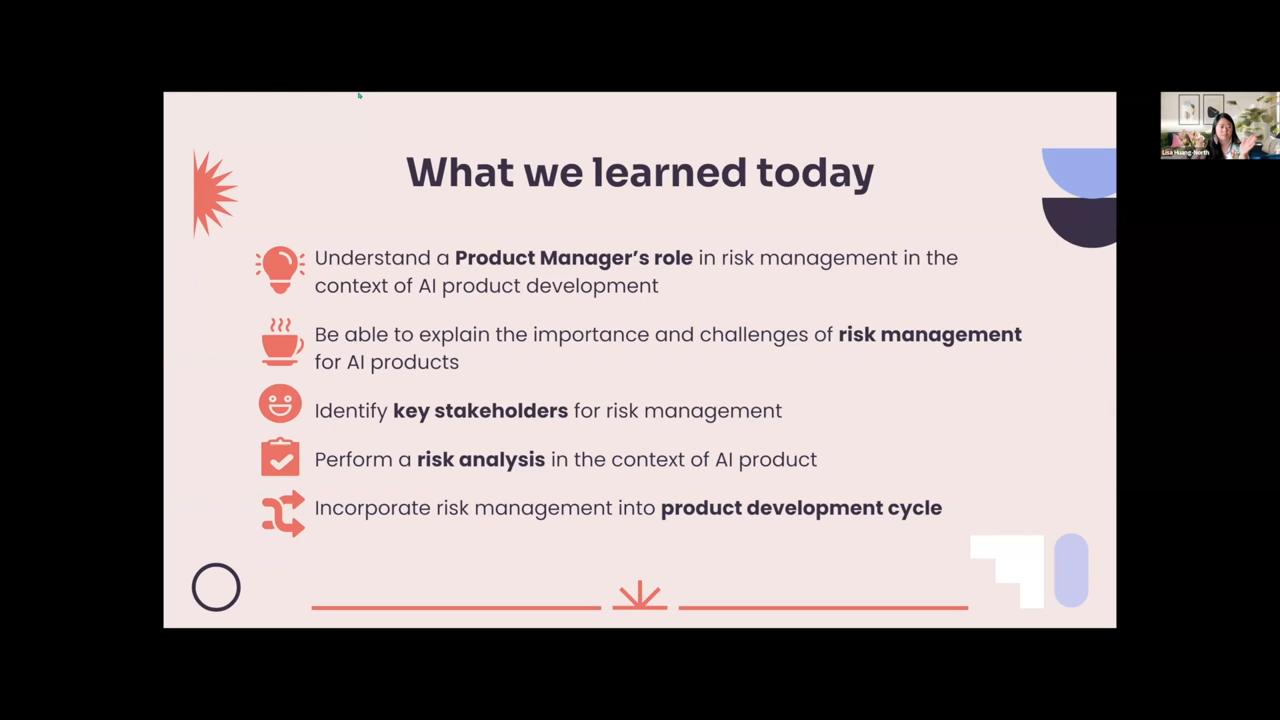 What we learned today
Understand a Product Manager’s role in risk management in the
context of AI product development
Be able to explain the importance and challenges of risk management
for AI products
Identify key stakeholders for risk management
Perform a risk analysis in the context of AI product
Incorporate risk management into product development cycle
Lisa Huang-North